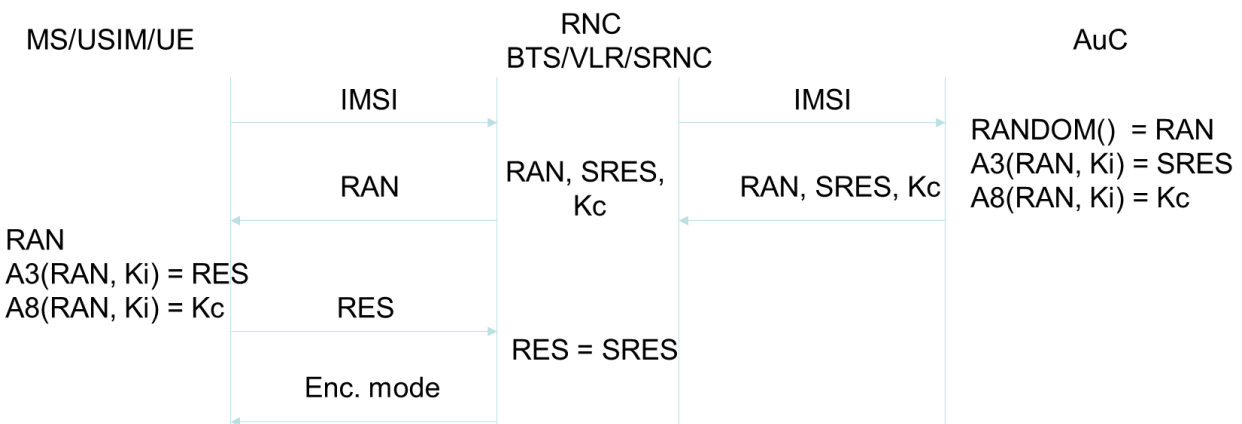 MS/USIM/UE
RNC
BTS/VLR/SRNC
AuC
IMSI
IMSI
RANDOM() = RAN
A3(RAN, Ki) = SRES
A8(RAN, Ki) = Kc
RAN
RAN, SRES,
Kc
RAN, SRES, Kc
RAN
A3(RAN, Ki) = RES
A8(RAN, Ki) = Kc
RES
RES = SRES
Enc. mode